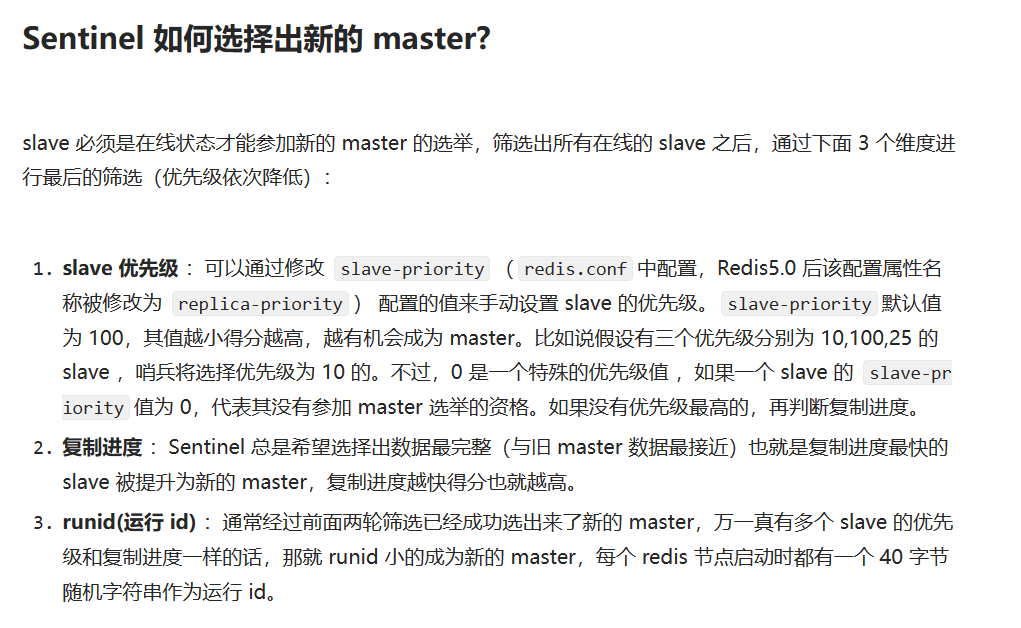 Sentinel 如何选择出新的 master?
slave 必须是在线状态才能参加新的 master 的选举，筛选出所有在线的 slave 之后，通过下面 3 个维度进
行最后的筛选（优先级依次降低）：
1. slave 优先级 ：可以通过修改 slave-priority （ redis.conf 中配置，Redis5.0 后该配置属性名
称被修改为 replica-priority ） 配置的值来手动设置 slave 的优先级。 slave-priority 默认值
为 100，其值越小得分越高，越有机会成为 master。比如说假设有三个优先级分别为 10,100,25 的
slave ，哨兵将选择优先级为 10 的。不过，0 是一个特殊的优先级值 ，如果一个 slave 的 slave-pr
iority 值为 0，代表其没有参加 master 选举的资格。如果没有优先级最高的，再判断复制进度。
2. 复制进度 ：Sentinel 总是希望选择出数据最完整（与旧 master 数据最接近）也就是复制进度最快的
slave 被提升为新的 master，复制进度越快得分也就越高。
3. runid(运行 id) ：通常经过前面两轮筛选已经成功选出来了新的 master，万一真有多个 slave 的优先
级和复制进度一样的话，那就 runid 小的成为新的 master，每个 redis 节点启动时都有一个 40 字节
随机字符串作为运行 id。